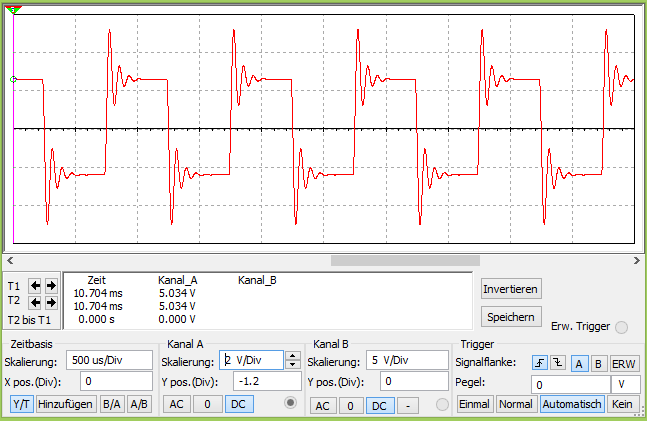 T1
T2
T2 bis T1
Zeit Kanal_A Kanal_B
10.704 ms 5.034 V
10.704 ms 5.034 V
0.000 s 0.000 V
Invertieren
Speichern
Erw. Trigger
Zeitbasis
Skalierung: 500 us/Div
X pos.(Div): 0
Y/T Hinzufügen B/A A/B
Kanal A
Skalierung: 2 V/Div
Y pos.(Div): -1.2
AC 0 DC
Kanal B
Skalierung: 5 V/Div
Y pos.(Div): 0
AC 0 DC -
Trigger
Signalflanke: A B ERW
Pegel: 0 V
Einmal Normal Automatisch Kein